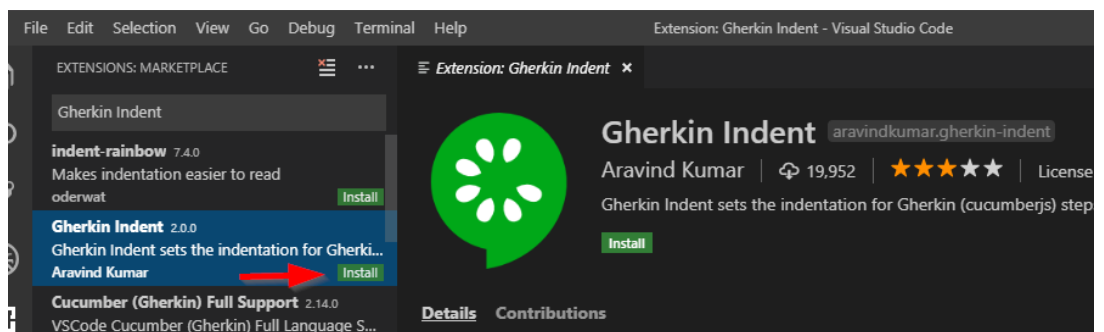 File Edit Selection View Go Debug Terminal Help Extension: Gherkin Indent - Visual Studio Code
EXTENSIONS: MARKETPLACE
Extension: Gherkin Indent
Gherkin Indent
indent-rainbow 7.4.0
Makes indentation easier to read
oderwat Install
Gherkin Indent 2.0.0
Gherkin Indent sets the indentation for Gherki...
Aravind Kumar Install
Cucumber (Gherkin) Full Support 2.14.0
VSCode Cucumber (Gherkin) Full Language S...
Gherkin Indent aravindkumar.gherkin-indent
Aravind Kumar 19,952 License
Gherkin Indent sets the indentation for Gherkin (cucumberjs) step
Install
Details Contributions